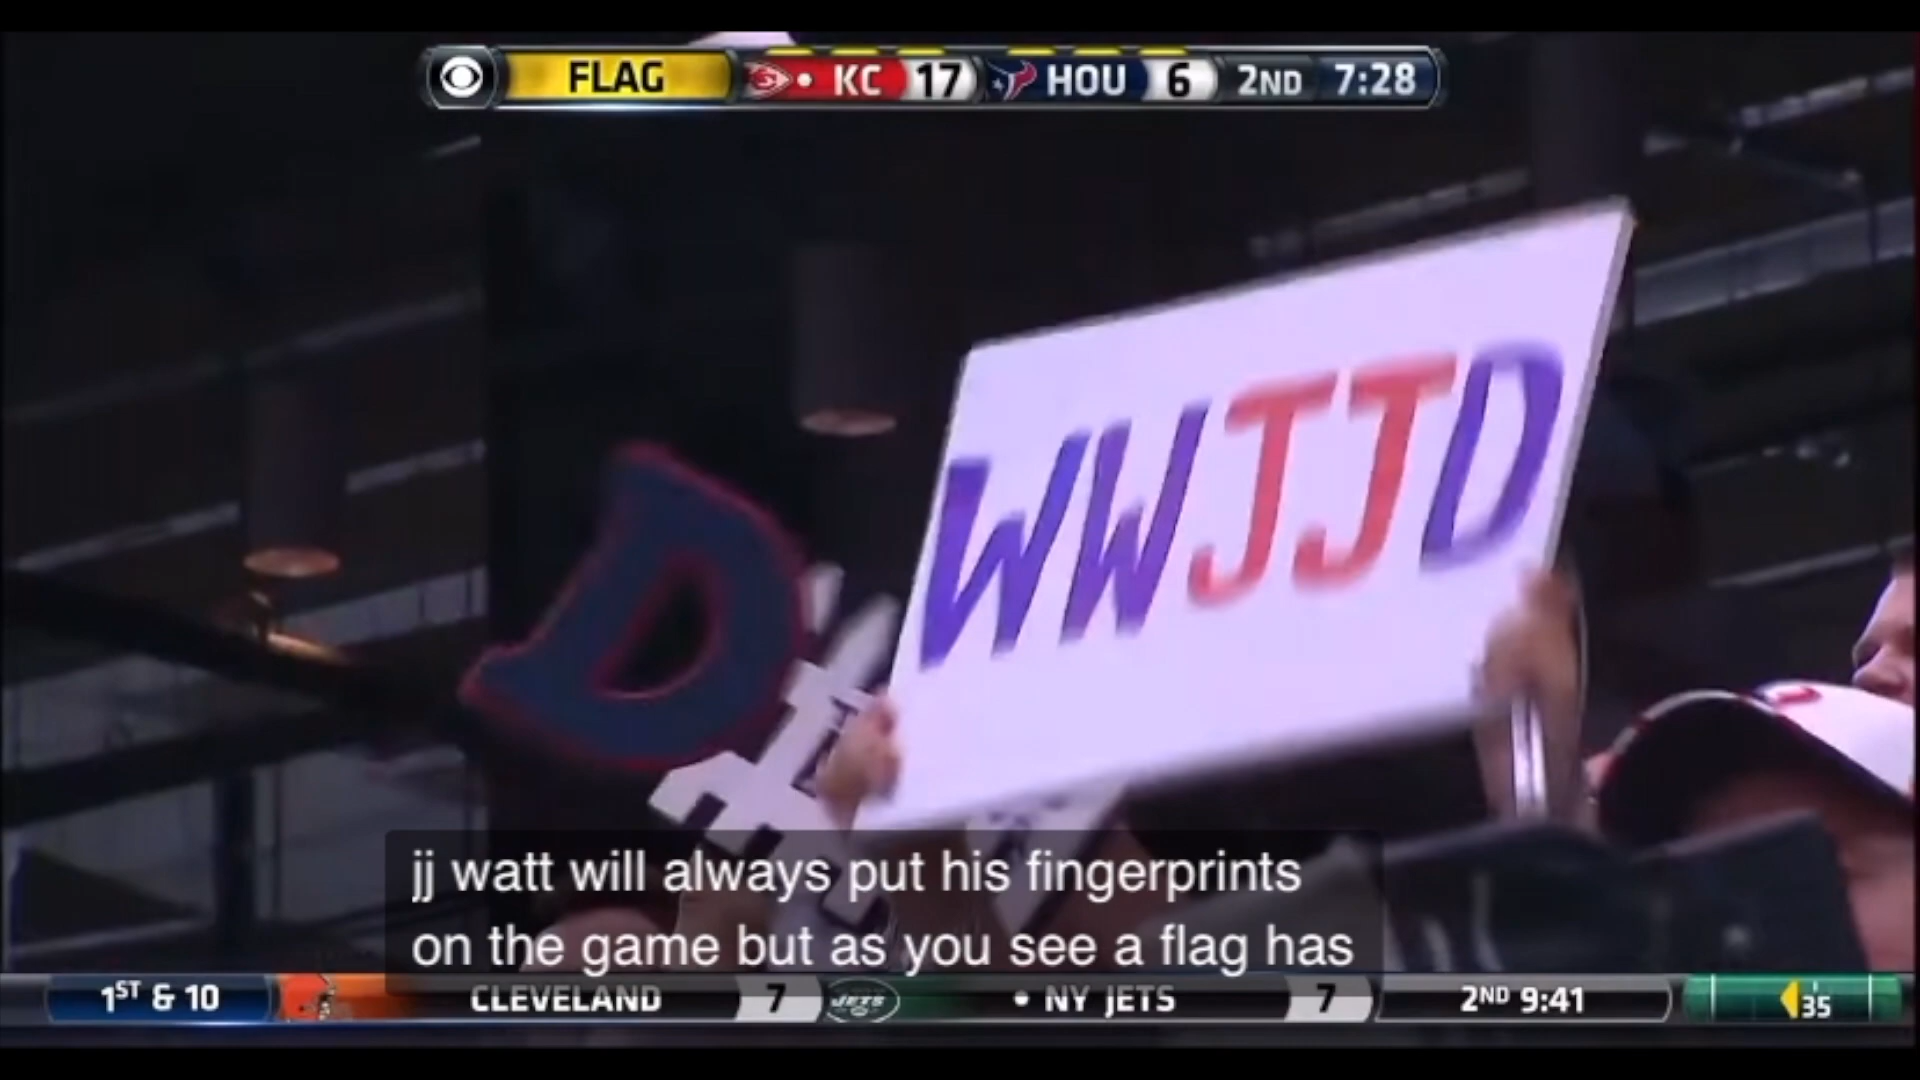 FLAG KC 17 HOU 6 2ND 7:28
WWJJD
D
jj watt will always put his fingerprints
on the game but as you see a flag has
1ST & 10 CLEVELAND 7 JETS NY JETS 7 2ND 9:41 35